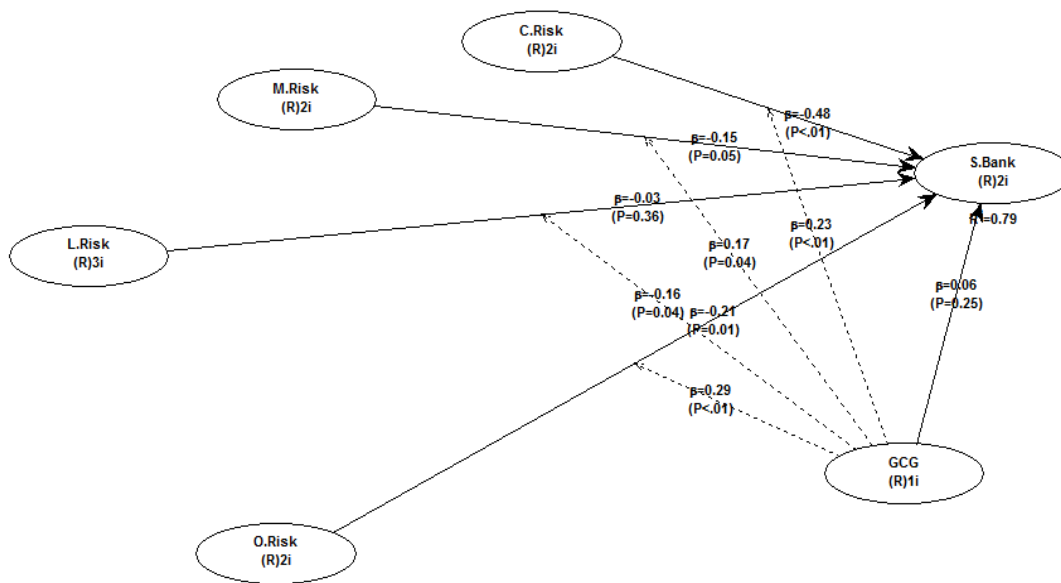 C.Risk
(R)2i
M.Risk
(R)2i
β=-0.48
(P<.01)
β=-0.15
(P=0.05)
S.Bank
(R)2i
β=-0.03
(P=0.36)
=0.79
L.Risk
(R)3i
β=0.23
(P<.01)
β=0.17
(P=0.04)
β=0.06
(P=0.25)
β=-0.16
(P=0.04)
β=-0.21
(P=0.01)
β=0.29
(P<.01)
GCG
(R)1i
O.Risk
(R)2i